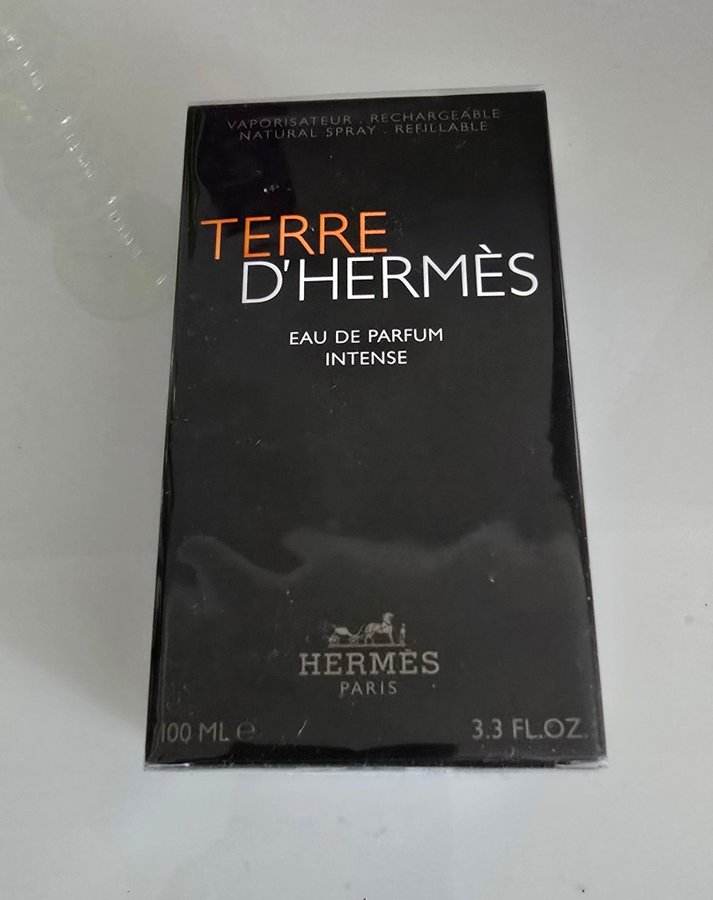 VAPORISATEUR . RECHARGEABLE
NATURAL SPRAY . REFILLABLE
TERRE
D'HERMÈS
EAU DE PARFUM
INTENSE
HERMÈS
PARIS
100 ML ℮ 3.3 FL.OZ.